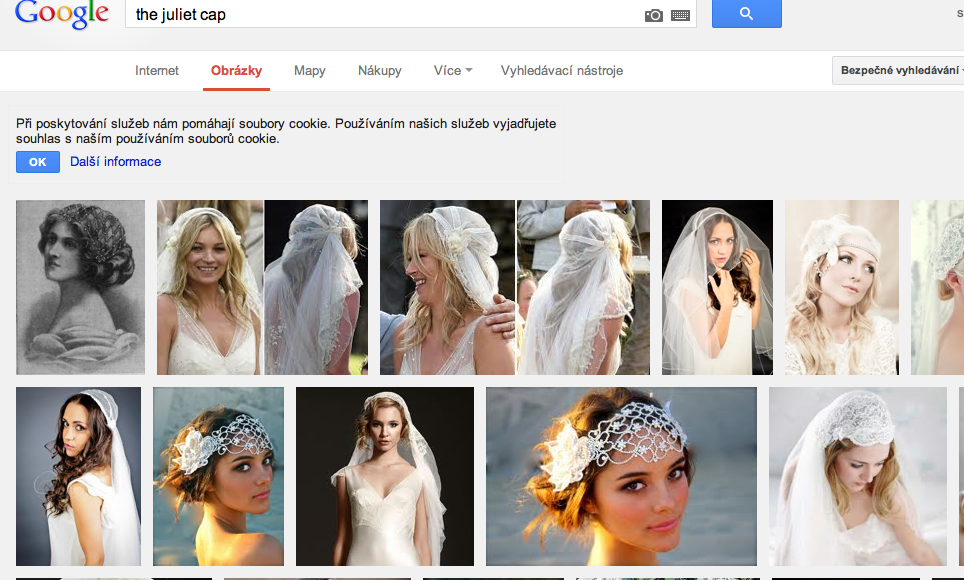 Google
the juliet cap
Internet Obrázky Mapy Nákupy Více Vyhledávací nástroje
Bezpečné vyhledávání
Při poskytování služeb nám pomáhají soubory cookie. Používáním našich služeb vyjadřujete
souhlas s naším používáním souborů cookie.
OK Další informace